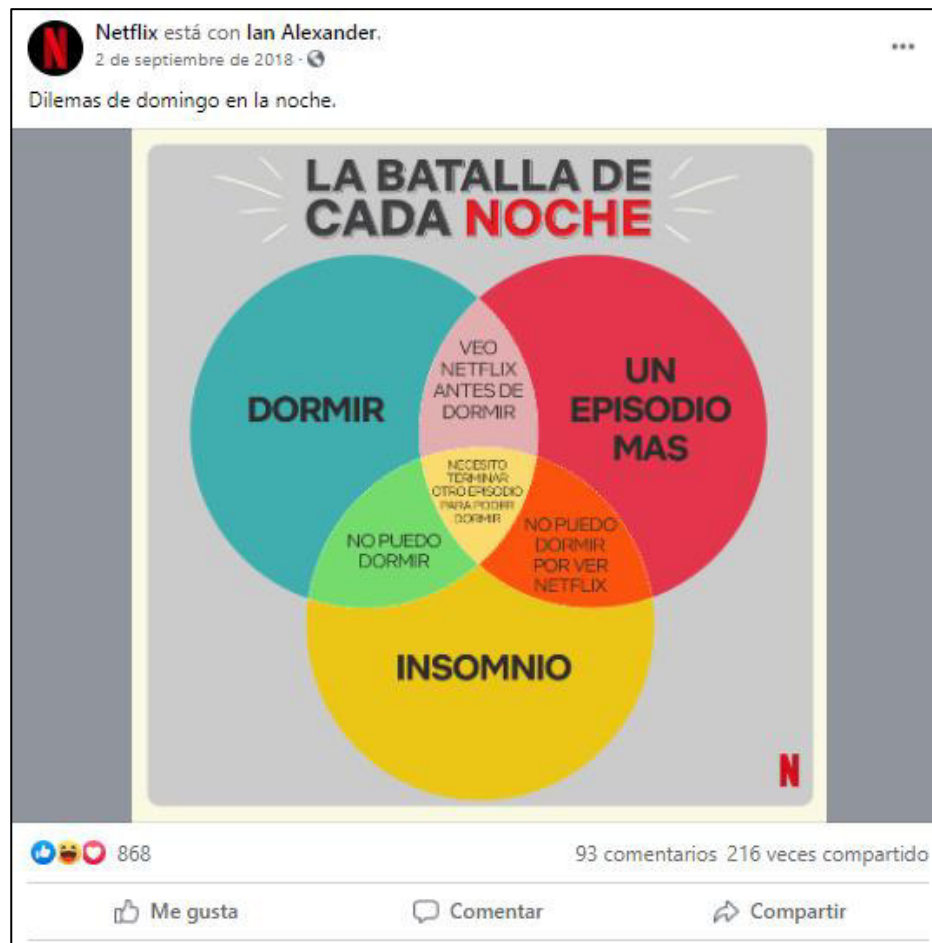 Netflix está con Ian Alexander.
2 de septiembre de 2018 ·
Dilemas de domingo en la noche.
LA BATALLA DE
CADA NOCHE
DORMIR
VEO
NETFLIX
ANTES DE
DORMIR
UN
EPISODIO
MAS
NECESITO
TERMINAR
OTRO EPISODIO
PARA PODER
DORMIR
NO PUEDO
DORMIR
NO PUEDO
DORMIR
POR VER
NETFLIX
INSOMNIO
N
868
93 comentarios 216 veces compartido
Me gusta
Comentar
Compartir